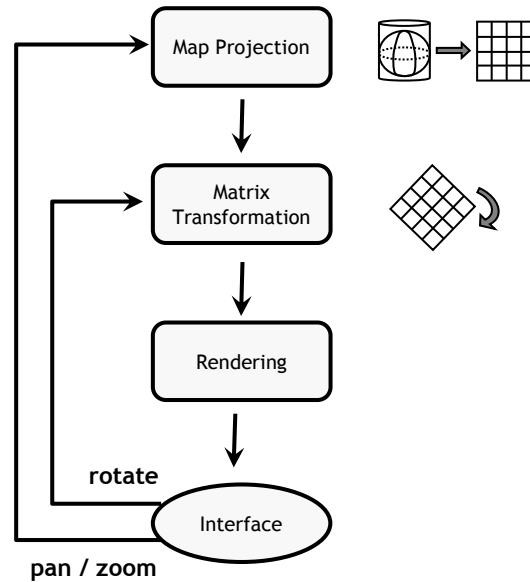 Map Projection
Matrix
Transformation
Rendering
rotate
Interface
pan / zoom